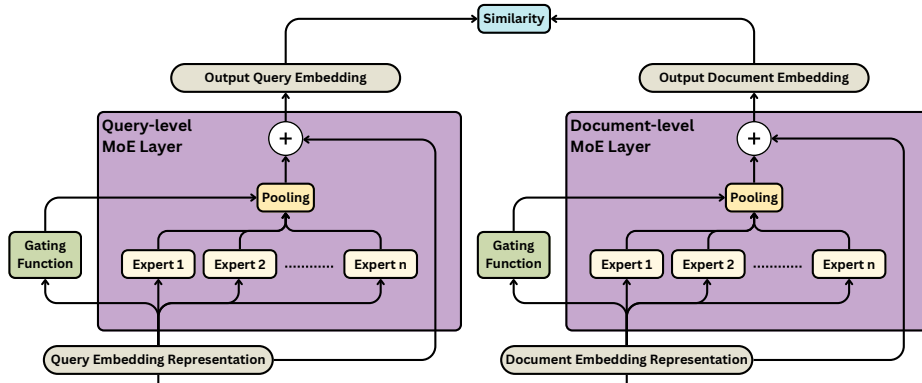 Similarity
Output Query Embedding
Output Document Embedding
Query-level
MoE Layer
+
Document-level
MoE Layer
+
Pooling
Pooling
Gating
Function
Expert 1
Expert 2
............
Expert n
Gating
Function
Expert 1
Expert 2
............
Expert n
Query Embedding Representation
Document Embedding Representation